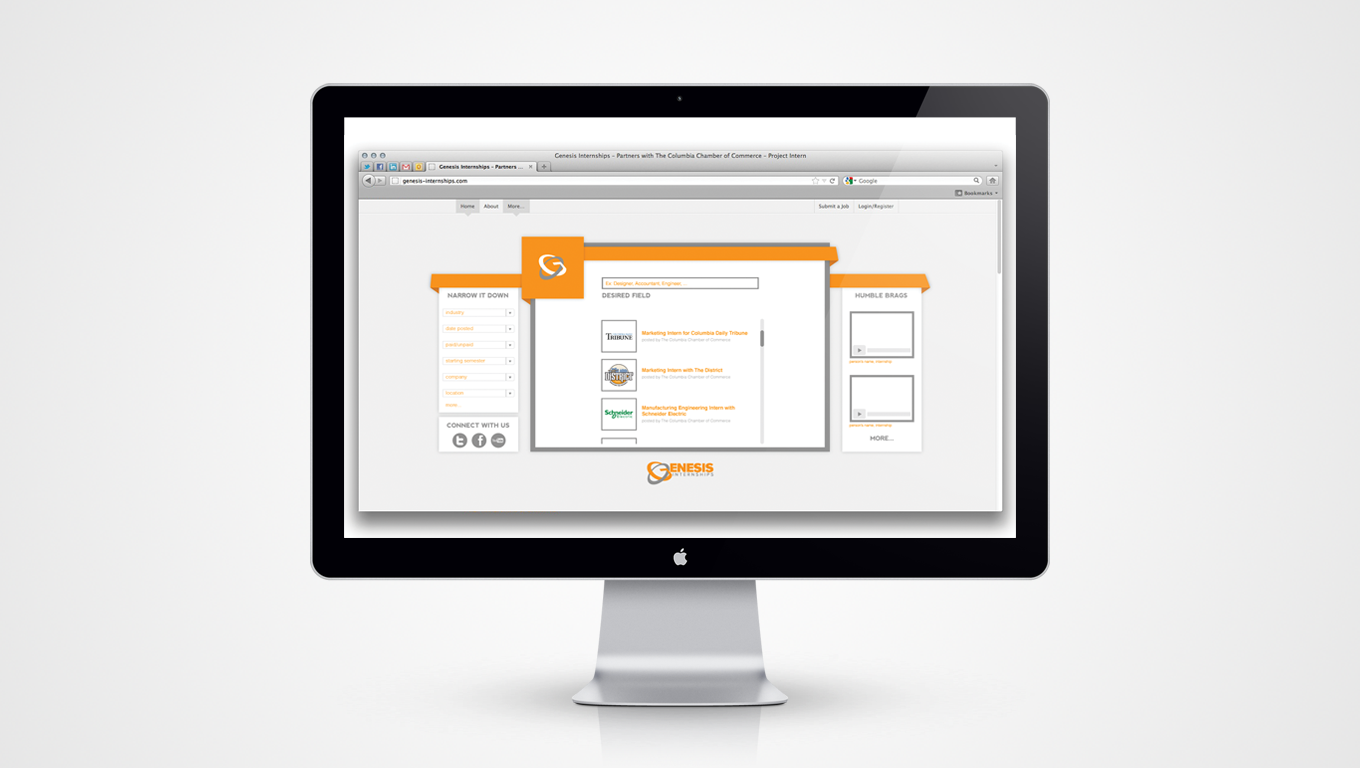 Genesis Internships - Partners with The Columbia Chamber of Commerce - Project Intern
Genesis Internships - Partners ...
genesis-internships.com
Google
Bookmarks
Home About More...
Submit a Job Login/Register
NARROW IT DOWN
industry
date posted
paid/unpaid
starting semester
company
location
more...
CONNECT WITH US
Ex: Designer, Accountant, Engineer, ...
DESIRED FIELD
TRIBUNE
Marketing Intern for Columbia Daily Tribune
posted by The Columbia Chamber of Commerce
DISTRICT
Marketing Intern with The District
posted by The Columbia Chamber of Commerce
Schneider
Electric
Manufacturing Engineering Intern with
Schneider Electric
posted by The Columbia Chamber of Commerce
HUMBLE BRAGS
person's name, internship
person's name, internship
MORE...
GENESIS
INTERNSHIPS